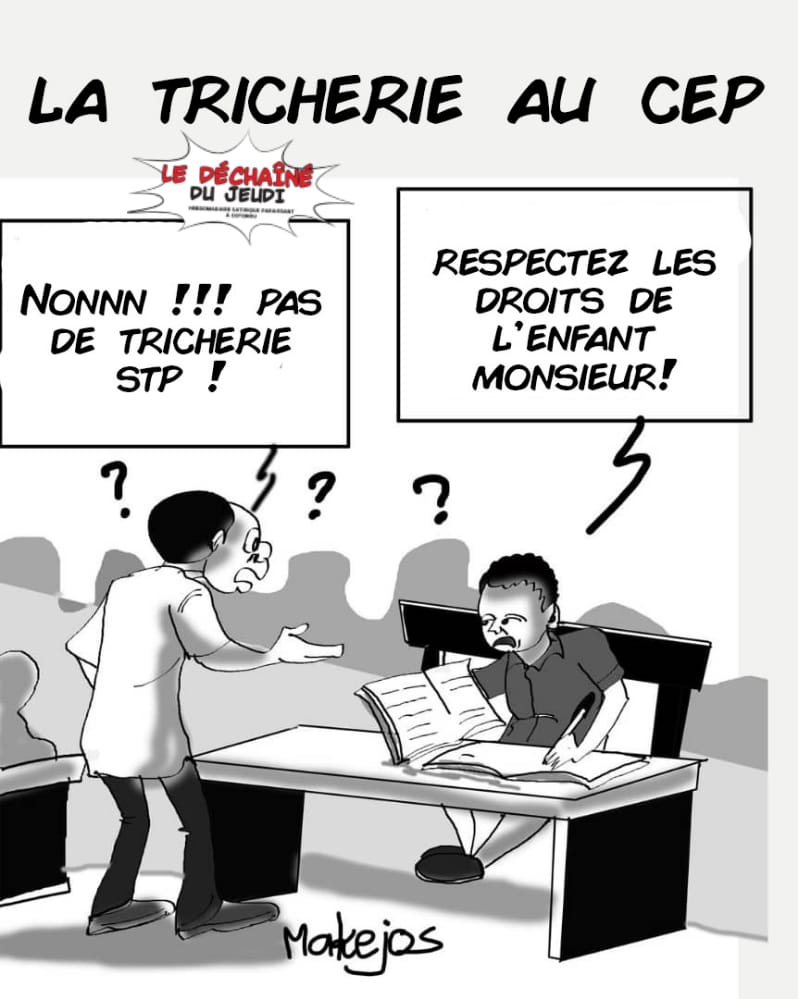 LA TRICHERIE AU CEP
LE DÉCHAÎNÉ
DU JEUDI
HEBDOMADAIRE SATIRIQUE PARAISSANT
À COTONOU
NONNN !!! PAS
DE TRICHERIE
STP !
RESPECTEZ LES
DROITS DE
L'ENFANT
MONSIEUR!
?
?
?
Makejos